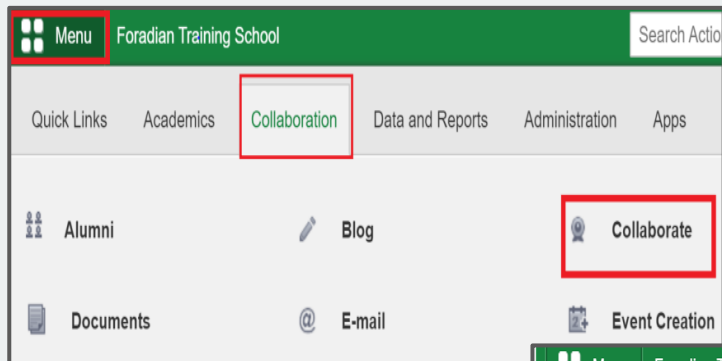 Menu Foradian Training School Search Actio
Quick Links Academics Collaboration Data and Reports Administration Apps
Alumni Blog Collaborate
Documents @ E-mail 2+ Event Creation